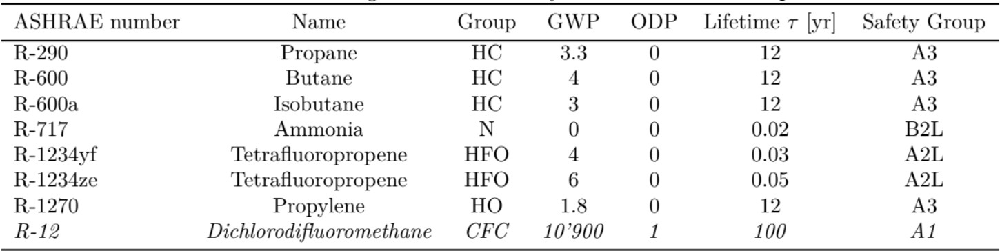 ASHRAE number Name Group GWP ODP Lifetime τ [yr] Safety Group
R-290 Propane HC 3.3 0 12 A3
R-600 Butane HC 4 0 12 A3
R-600a Isobutane HC 3 0 12 A3
R-717 Ammonia N 0 0 0.02 B2L
R-1234yf Tetrafluoropropene HFO 4 0 0.03 A2L
R-1234ze Tetrafluoropropene HFO 6 0 0.05 A2L
R-1270 Propylene HO 1.8 0 12 A3
R-12 Dichlorodifluoromethane CFC 10’900 1 100 A1